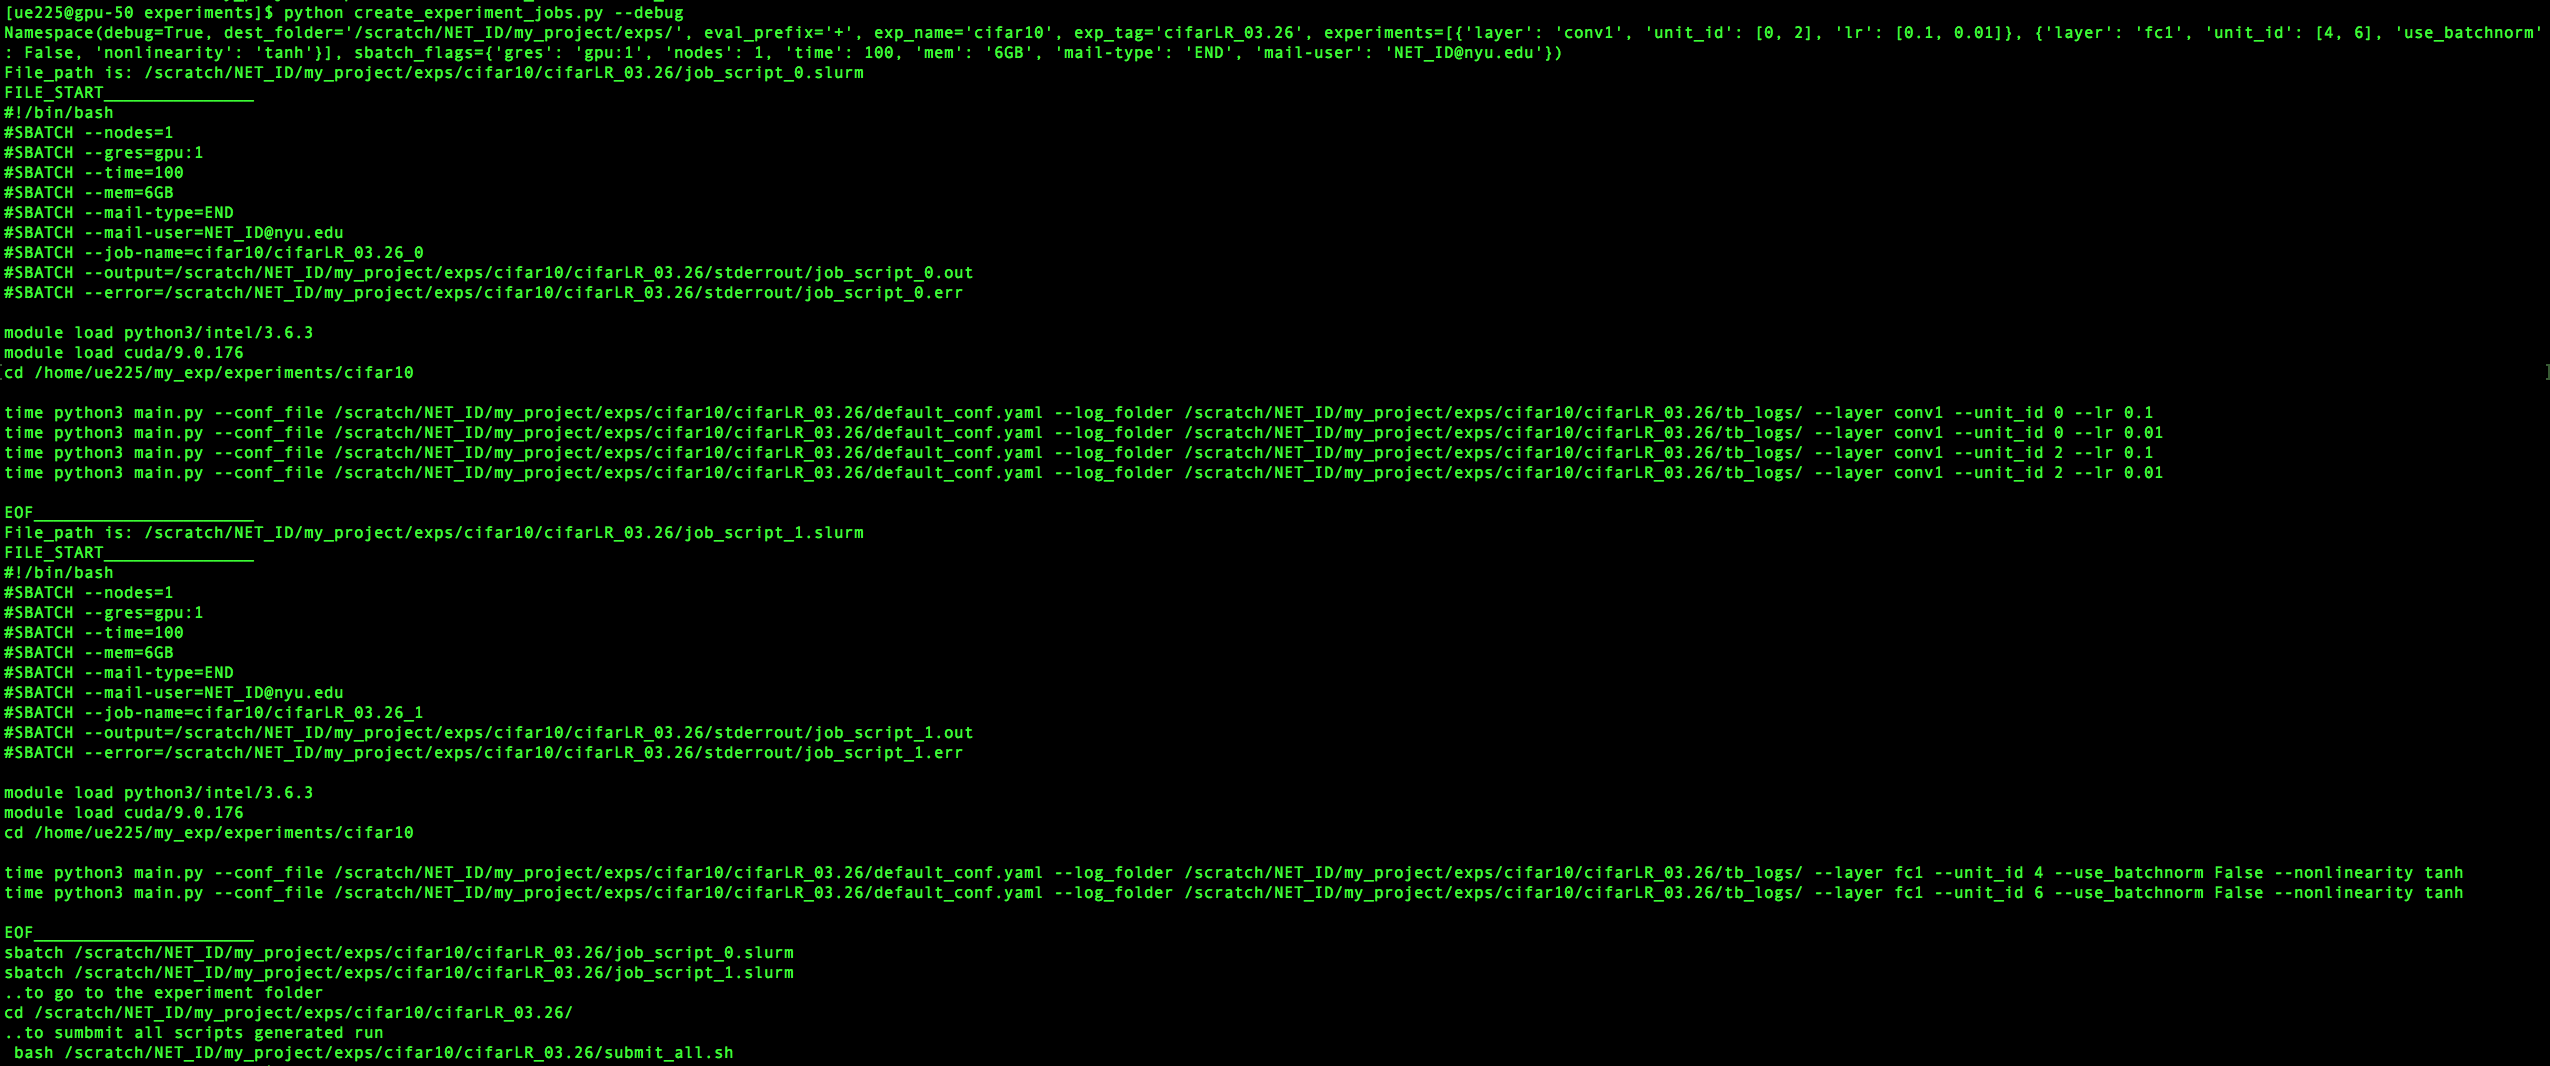 [ue225@gpu-50 experiments]$ python create_experiment_jobs.py --debug
Namespace(debug=True, dest_folder='/scratch/NET_ID/my_project/exps/', eval_prefix='+', exp_name='cifar10', exp_tag='cifarLR_03.26', experiments=[{'layer': 'conv1', 'unit_id': [0, 2], 'lr': [0.1, 0.01]}, {'layer': 'fc1', 'unit_id': [4, 6], 'use_batchnorm'
: False, 'nonlinearity': 'tanh'}], sbatch_flags={'gres': 'gpu:1', 'nodes': 1, 'time': 100, 'mem': '6GB', 'mail-type': 'END', 'mail-user': 'NET_ID@nyu.edu'})
File_path is: /scratch/NET_ID/my_project/exps/cifar10/cifarLR_03.26/job_script_0.slurm
FILE_START_______________
#!/bin/bash
#SBATCH --nodes=1
#SBATCH --gres=gpu:1
#SBATCH --time=100
#SBATCH --mem=6GB
#SBATCH --mail-type=END
#SBATCH --mail-user=NET_ID@nyu.edu
#SBATCH --job-name=cifar10/cifarLR_03.26_0
#SBATCH --output=/scratch/NET_ID/my_project/exps/cifar10/cifarLR_03.26/stderrout/job_script_0.out
#SBATCH --error=/scratch/NET_ID/my_project/exps/cifar10/cifarLR_03.26/stderrout/job_script_0.err
module load python3/intel/3.6.3
module load cuda/9.0.176
cd /home/ue225/my_exp/experiments/cifar10
time python3 main.py --conf_file /scratch/NET_ID/my_project/exps/cifar10/cifarLR_03.26/default_conf.yaml --log_folder /scratch/NET_ID/my_project/exps/cifar10/cifarLR_03.26/tb_logs/ --layer conv1 --unit_id 0 --lr 0.1
time python3 main.py --conf_file /scratch/NET_ID/my_project/exps/cifar10/cifarLR_03.26/default_conf.yaml --log_folder /scratch/NET_ID/my_project/exps/cifar10/cifarLR_03.26/tb_logs/ --layer conv1 --unit_id 0 --lr 0.01
time python3 main.py --conf_file /scratch/NET_ID/my_project/exps/cifar10/cifarLR_03.26/default_conf.yaml --log_folder /scratch/NET_ID/my_project/exps/cifar10/cifarLR_03.26/tb_logs/ --layer conv1 --unit_id 2 --lr 0.1
time python3 main.py --conf_file /scratch/NET_ID/my_project/exps/cifar10/cifarLR_03.26/default_conf.yaml --log_folder /scratch/NET_ID/my_project/exps/cifar10/cifarLR_03.26/tb_logs/ --layer conv1 --unit_id 2 --lr 0.01
EOF______________________
File_path is: /scratch/NET_ID/my_project/exps/cifar10/cifarLR_03.26/job_script_1.slurm
FILE_START_______________
#!/bin/bash
#SBATCH --nodes=1
#SBATCH --gres=gpu:1
#SBATCH --time=100
#SBATCH --mem=6GB
#SBATCH --mail-type=END
#SBATCH --mail-user=NET_ID@nyu.edu
#SBATCH --job-name=cifar10/cifarLR_03.26_1
#SBATCH --output=/scratch/NET_ID/my_project/exps/cifar10/cifarLR_03.26/stderrout/job_script_1.out
#SBATCH --error=/scratch/NET_ID/my_project/exps/cifar10/cifarLR_03.26/stderrout/job_script_1.err
module load python3/intel/3.6.3
module load cuda/9.0.176
cd /home/ue225/my_exp/experiments/cifar10
time python3 main.py --conf_file /scratch/NET_ID/my_project/exps/cifar10/cifarLR_03.26/default_conf.yaml --log_folder /scratch/NET_ID/my_project/exps/cifar10/cifarLR_03.26/tb_logs/ --layer fc1 --unit_id 4 --use_batchnorm False --nonlinearity tanh
time python3 main.py --conf_file /scratch/NET_ID/my_project/exps/cifar10/cifarLR_03.26/default_conf.yaml --log_folder /scratch/NET_ID/my_project/exps/cifar10/cifarLR_03.26/tb_logs/ --layer fc1 --unit_id 6 --use_batchnorm False --nonlinearity tanh
EOF______________________
sbatch /scratch/NET_ID/my_project/exps/cifar10/cifarLR_03.26/job_script_0.slurm
sbatch /scratch/NET_ID/my_project/exps/cifar10/cifarLR_03.26/job_script_1.slurm
..to go to the experiment folder
cd /scratch/NET_ID/my_project/exps/cifar10/cifarLR_03.26/
..to sumbmit all scripts generated run
 bash /scratch/NET_ID/my_project/exps/cifar10/cifarLR_03.26/submit_all.sh